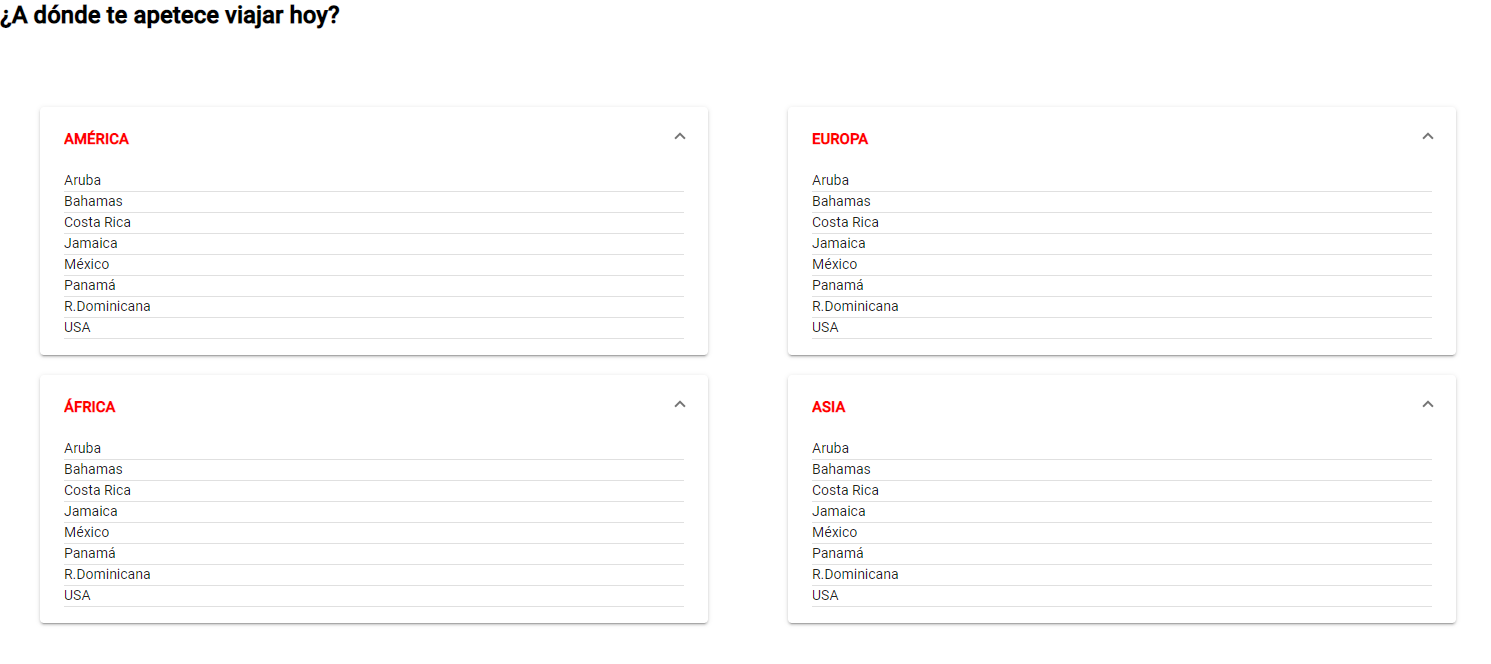 ¿A dónde te apetece viajar hoy?
AMÉRICA
Aruba
Bahamas
Costa Rica
Jamaica
México
Panamá
R.Dominicana
USA
EUROPA
Aruba
Bahamas
Costa Rica
Jamaica
México
Panamá
R.Dominicana
USA
ÁFRICA
Aruba
Bahamas
Costa Rica
Jamaica
México
Panamá
R.Dominicana
USA
ASIA
Aruba
Bahamas
Costa Rica
Jamaica
México
Panamá
R.Dominicana
USA